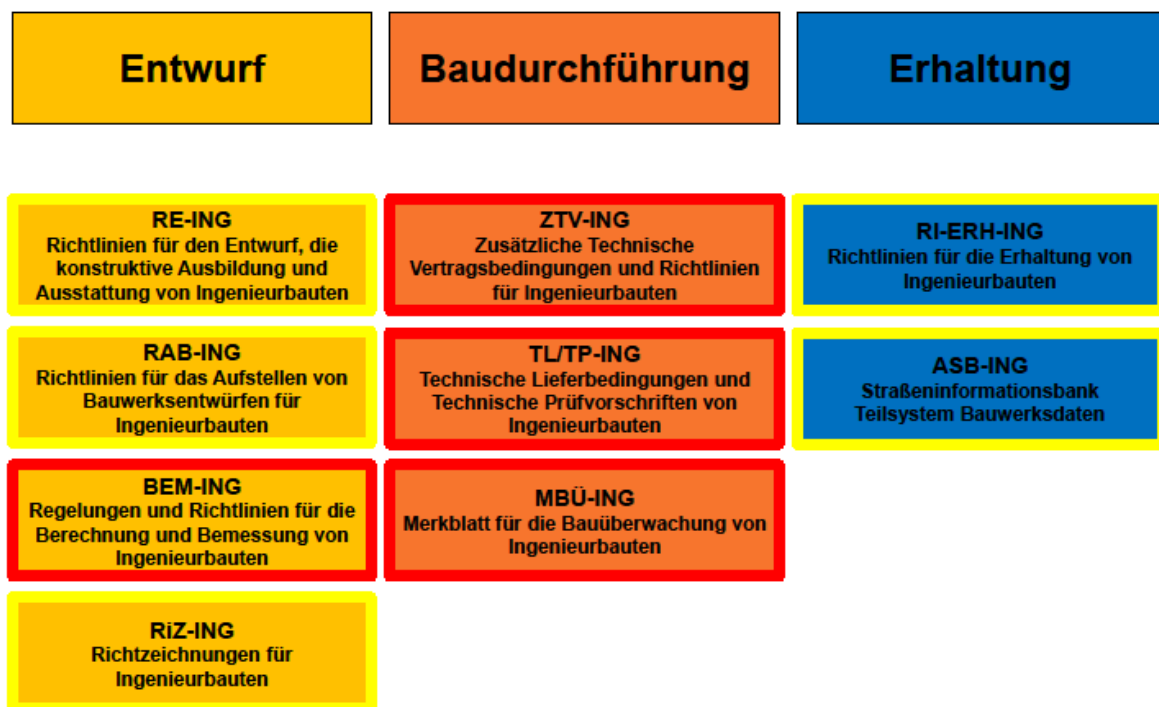 Entwurf
Baudurchführung
Erhaltung
RE-ING
Richtlinien für den Entwurf, die
konstruktive Ausbildung und
Ausstattung von Ingenieurbauten
RAB-ING
Richtlinien für das Aufstellen von
Bauwerksentwürfen für
Ingenieurbauten
BEM-ING
Regelungen und Richtlinien für die
Berechnung und Bemessung von
Ingenieurbauten
RiZ-ING
Richtzeichnungen für
Ingenieurbauten
ZTV-ING
Zusätzliche Technische
Vertragsbedingungen und Richtlinien
für Ingenieurbauten
TL/TP-ING
Technische Lieferbedingungen und
Technische Prüfvorschriften von
Ingenieurbauten
MBÜ-ING
Merkblatt für die Bauüberwachung von
Ingenieurbauten
RI-ERH-ING
Richtlinien für die Erhaltung von
Ingenieurbauten
ASB-ING
Straßeninformationsbank
Teilsystem Bauwerksdaten